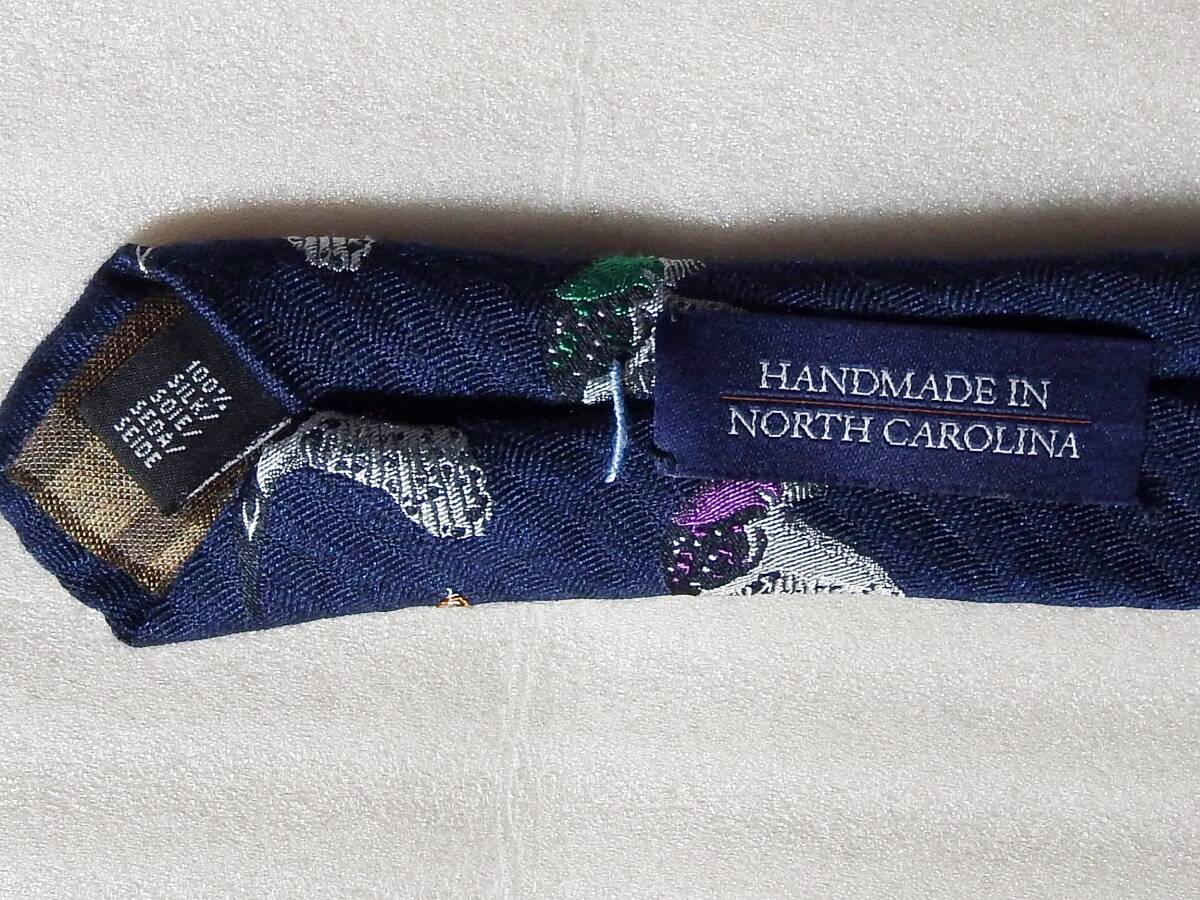 100%
SILK/
SOIE/
SEDA/
SEIDE
HANDMADE IN
NORTH CAROLINA